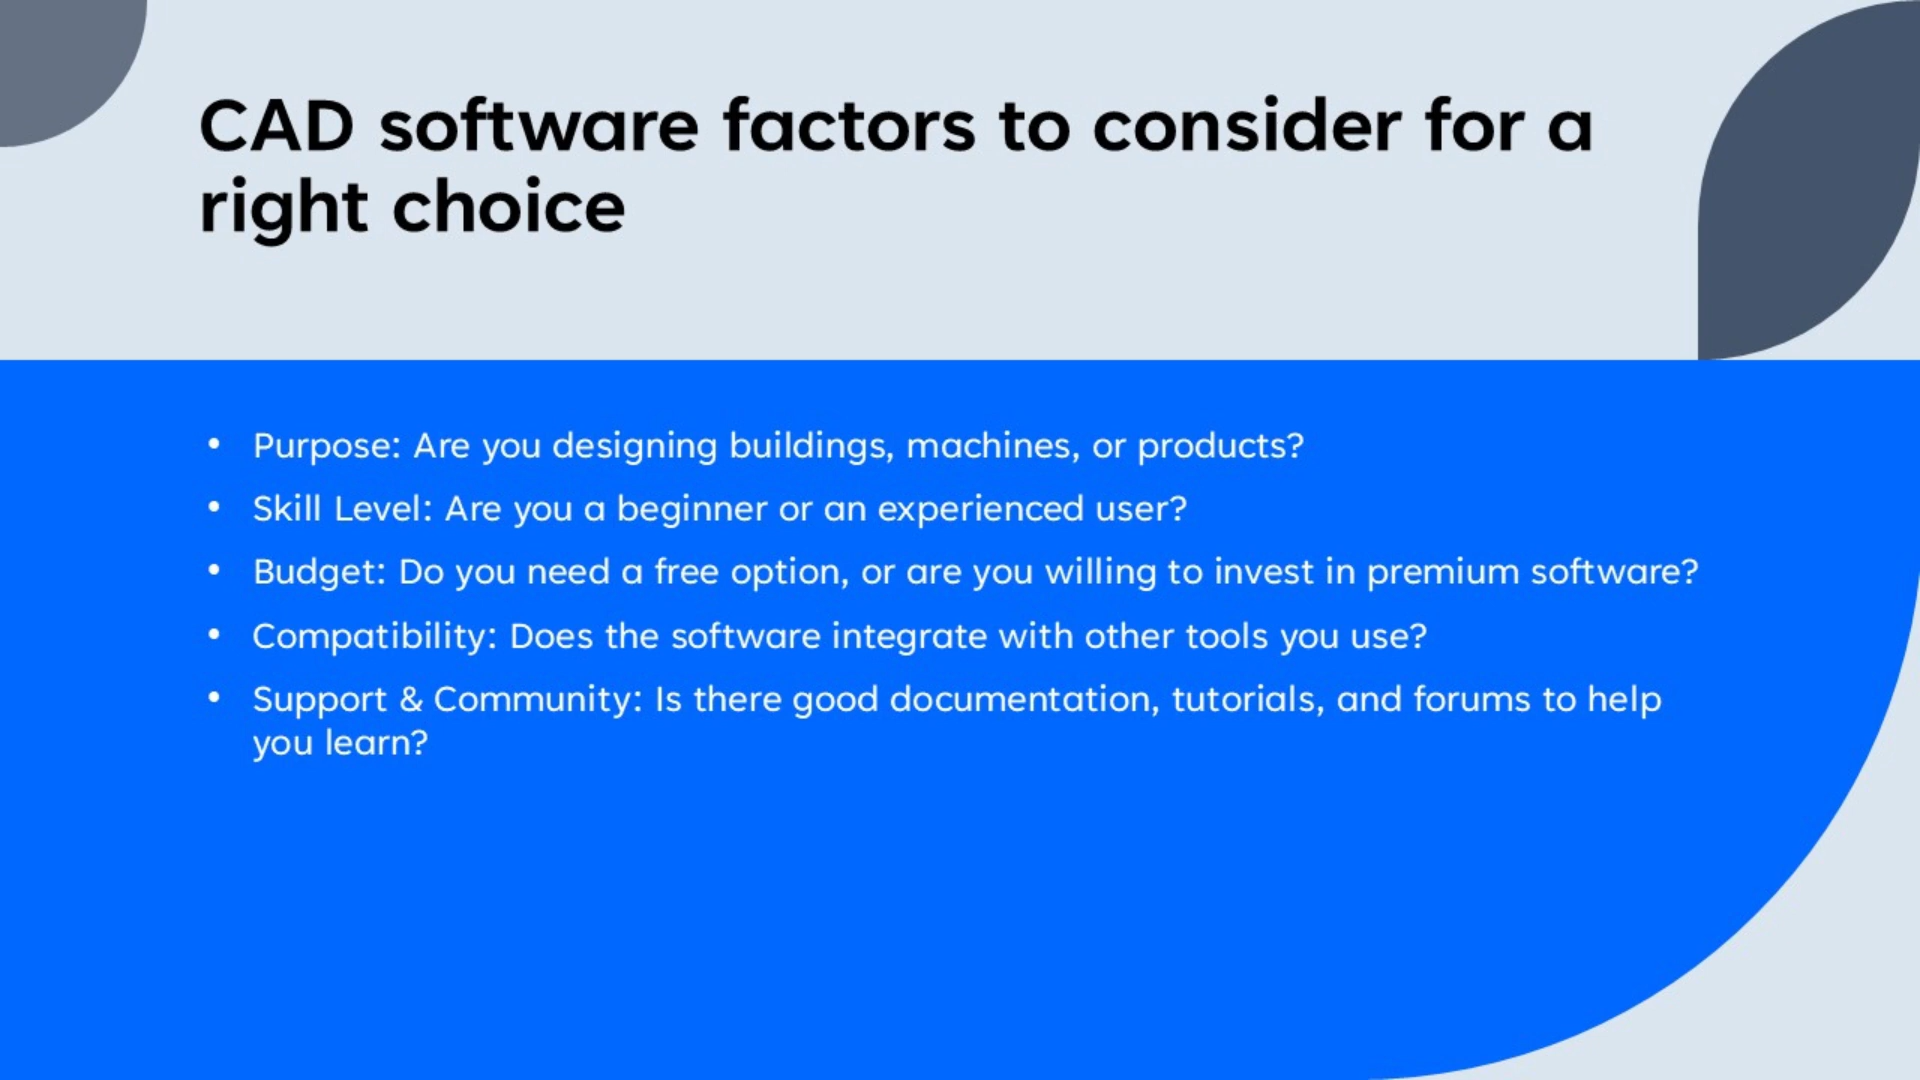 CAD software factors to consider for a
right choice
• Purpose: Are you designing buildings, machines, or products?
• Skill Level: Are you a beginner or an experienced user?
• Budget: Do you need a free option, or are you willing to invest in premium software?
• Compatibility: Does the software integrate with other tools you use?
• Support & Community: Is there good documentation, tutorials, and forums to help
you learn?